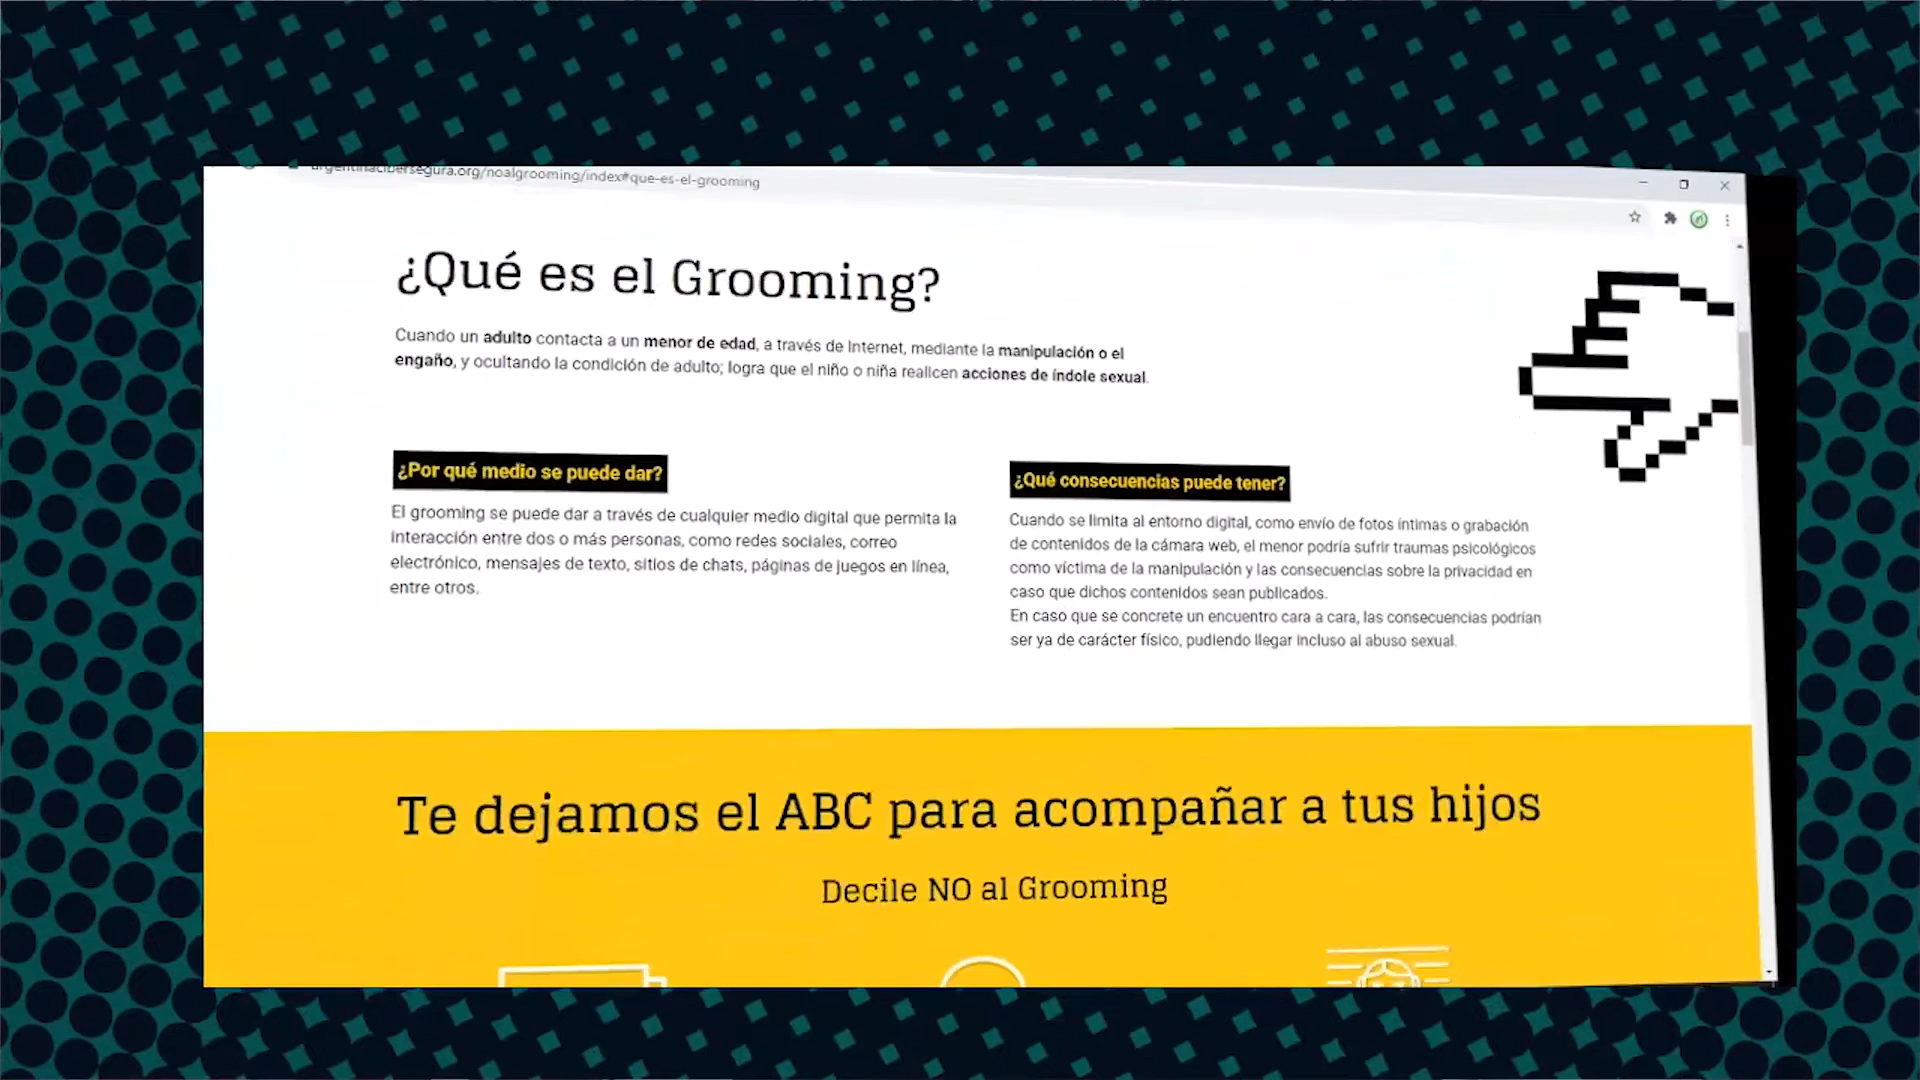 argentinacibersegura.org/noalgrooming/index#que-es-el-grooming
¿Qué es el Grooming?
Cuando un adulto contacta a un menor de edad, a través de Internet, mediante la manipulación o el
engaño, y ocultando la condición de adulto; logra que el niño o niña realicen acciones de índole sexual.
¿Por qué medio se puede dar?
El grooming se puede dar a través de cualquier medio digital que permita la
interacción entre dos o más personas, como redes sociales, correo
electrónico, mensajes de texto, sitios de chats, páginas de juegos en línea,
entre otros.
¿Qué consecuencias puede tener?
Cuando se limita al entorno digital, como envío de fotos íntimas o grabación
de contenidos de la cámara web, el menor podría sufrir traumas psicológicos
como víctima de la manipulación y las consecuencias sobre la privacidad en
caso que dichos contenidos sean publicados.
En caso que se concrete un encuentro cara a cara, las consecuencias podrían
ser ya de carácter físico, pudiendo llegar incluso al abuso sexual.
Te dejamos el ABC para acompañar a tus hijos
Decile NO al Grooming